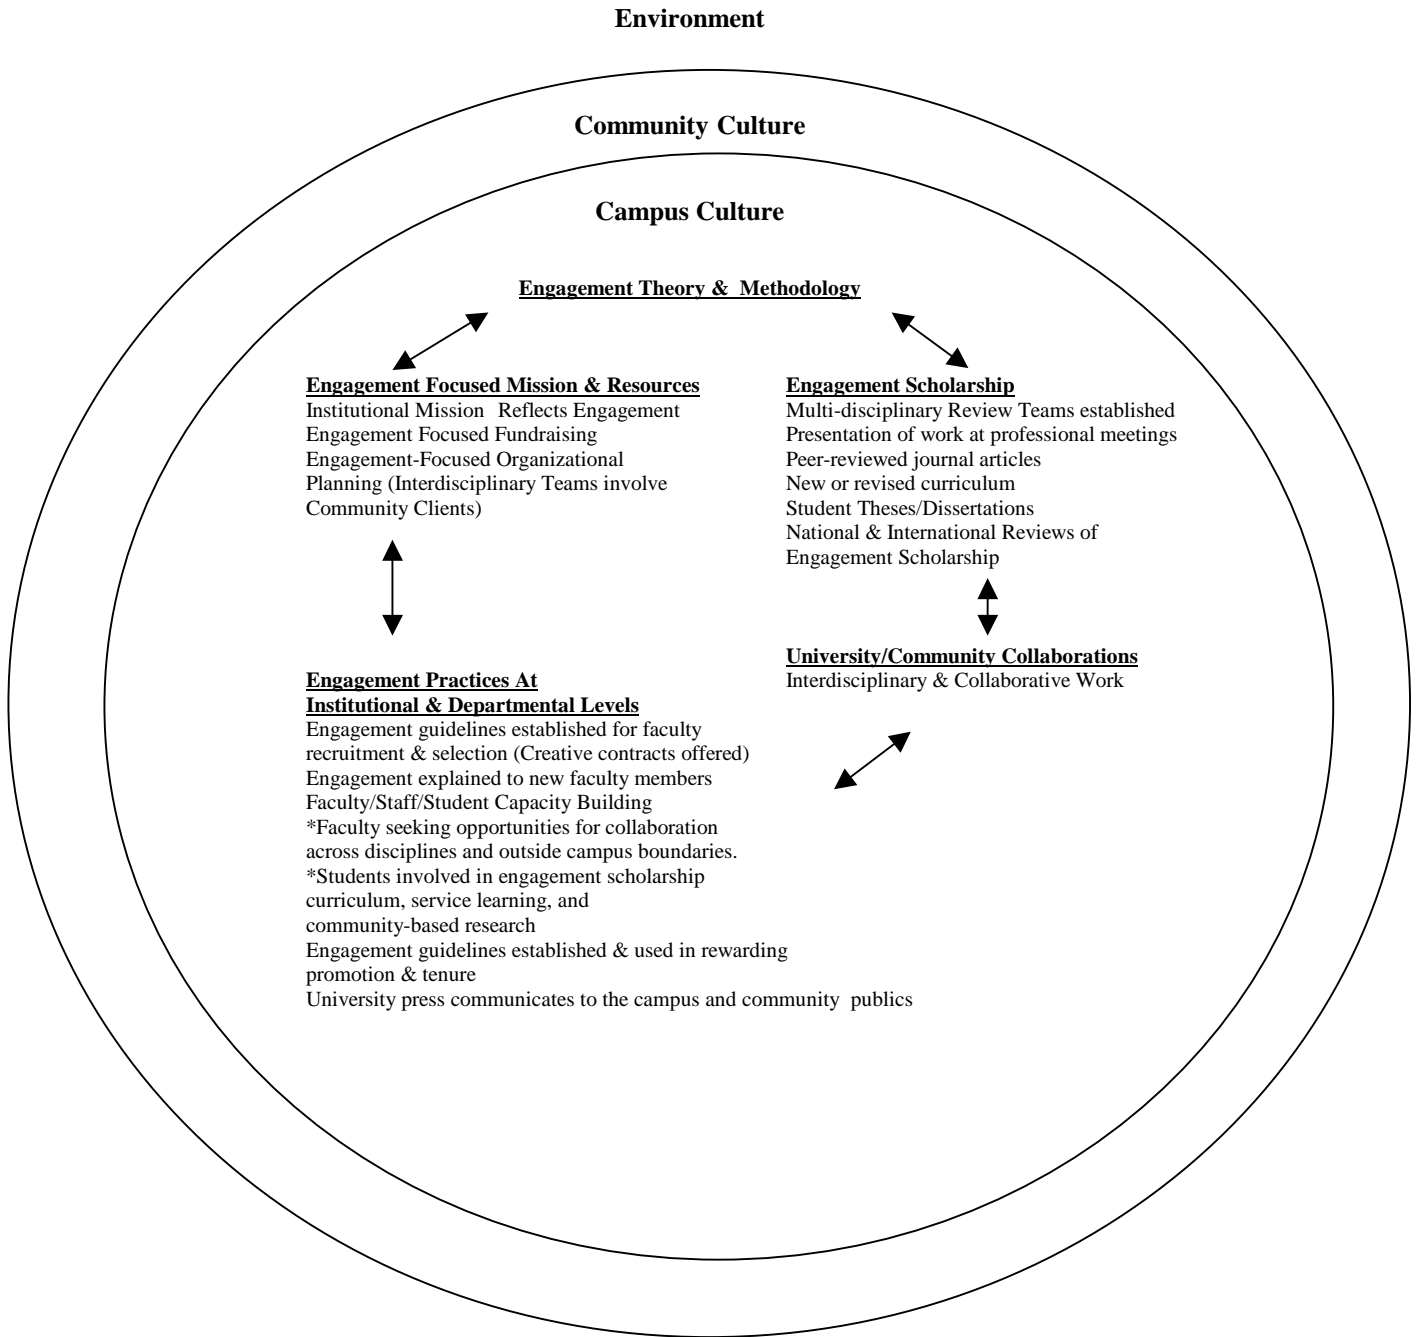 Environment
Community Culture
Campus Culture
Engagement Theory & Methodology
Engagement Focused Mission & Resources
Institutional Mission Reflects Engagement
Engagement Focused Fundraising
Engagement-Focused Organizational
Planning (Interdisciplinary Teams involve
Community Clients)
Engagement Scholarship
Multi-disciplinary Review Teams established
Presentation of work at professional meetings
Peer-reviewed journal articles
New or revised curriculum
Student Theses/Dissertations
National & International Reviews of
Engagement Scholarship
University/Community Collaborations
Interdisciplinary & Collaborative Work
Engagement Practices At
Institutional & Departmental Levels
Engagement guidelines established for faculty
recruitment & selection (Creative contracts offered)
Engagement explained to new faculty members
Faculty/Staff/Student Capacity Building
*Faculty seeking opportunities for collaboration
across disciplines and outside campus boundaries.
*Students involved in engagement scholarship
curriculum, service learning, and
community-based research
Engagement guidelines established & used in rewarding
promotion & tenure
University press communicates to the campus and community publics